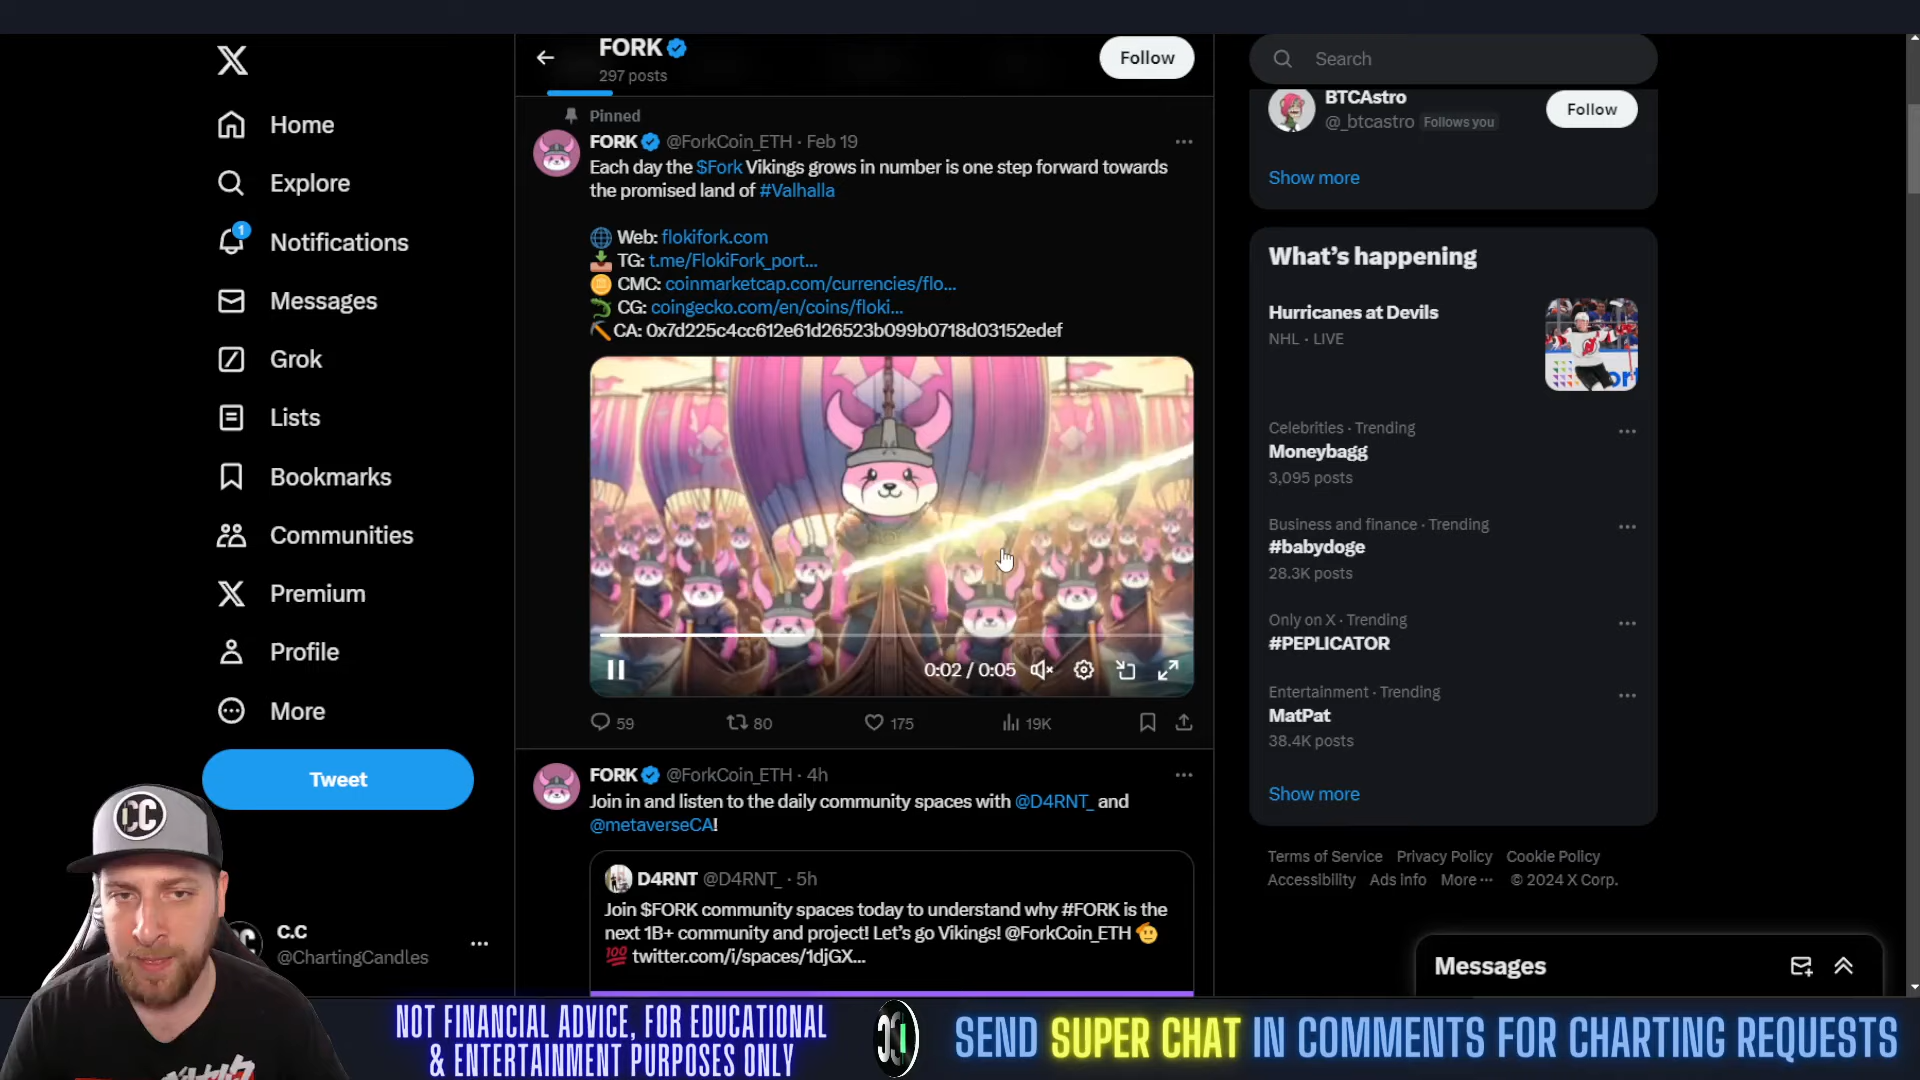 Home
Explore
1
Notifications
Messages
Grok
Lists
Bookmarks
Communities
Premium
Profile
More
Tweet
C.C
@ChartingCandles
FORK
297 posts
Follow
Pinned
FORK @ForkCoin_ETH · Feb 19
Each day the $Fork Vikings grows in number is one step forward towards
the promised land of #Valhalla
Web: flokifork.com
TG: t.me/FlokiFork_port...
CMC: coinmarketcap.com/currencies/flo...
CG: coingecko.com/en/coins/floki...
CA: 0x7d225c4cc612e61d26523b099b0718d03152edef
0:02 / 0:05
59 80 175 19K
FORK @ForkCoin_ETH · 4h
Join in and listen to the daily community spaces with @D4RNT_ and
@metaverseCA!
D4RNT @D4RNT_ · 5h
Join $FORK community spaces today to understand why #FORK is the
next 1B+ community and project! Let's go Vikings! @ForkCoin_ETH
100 twitter.com/i/spaces/1djGX...
Search
BTCAstro
@_btcastro Follows you
Follow
Show more
What's happening
Hurricanes at Devils
NHL · LIVE
Celebrities · Trending
Moneybagg
3,095 posts
Business and finance · Trending
#babydoge
28.3K posts
Only on X · Trending
#PEPLICATOR
Entertainment · Trending
MatPat
38.4K posts
Show more
Terms of Service Privacy Policy Cookie Policy
Accessibility Ads info More ··· © 2024 X Corp.
Messages
CC
NOT FINANCIAL ADVICE, FOR EDUCATIONAL
& ENTERTAINMENT PURPOSES ONLY
SEND SUPER CHAT IN COMMENTS FOR CHARTING REQUESTS